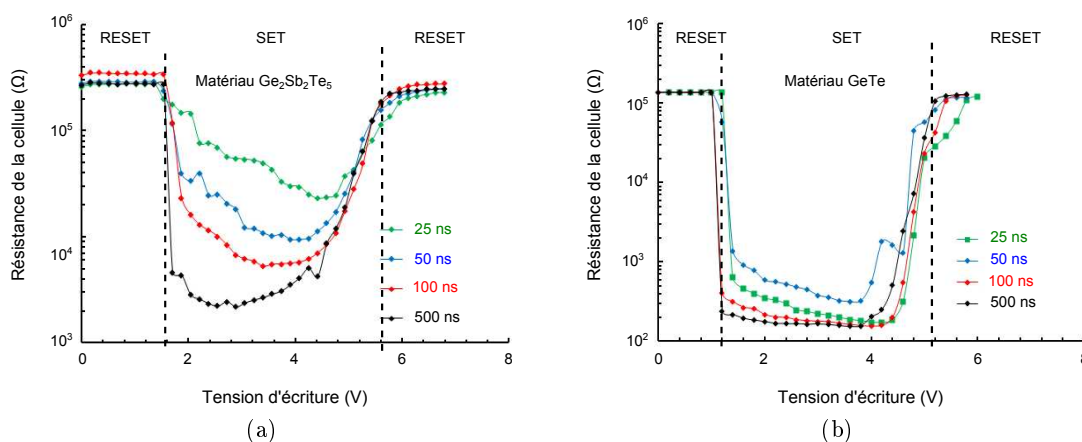 10⁶
RESET
SET
RESET
Matériau Ge₂Sb₂Te₅
10⁵
10⁴
10³
Résistance de la cellule (Ω)
25 ns
50 ns
100 ns
500 ns
0
2
4
6
8
Tension d'écriture (V)
(a)
10⁶
RESET
SET
RESET
Matériau GeTe
10⁵
10⁴
10³
10²
Résistance de la cellule (Ω)
25 ns
50 ns
100 ns
500 ns
0
2
4
6
8
Tension d'écriture (V)
(b)